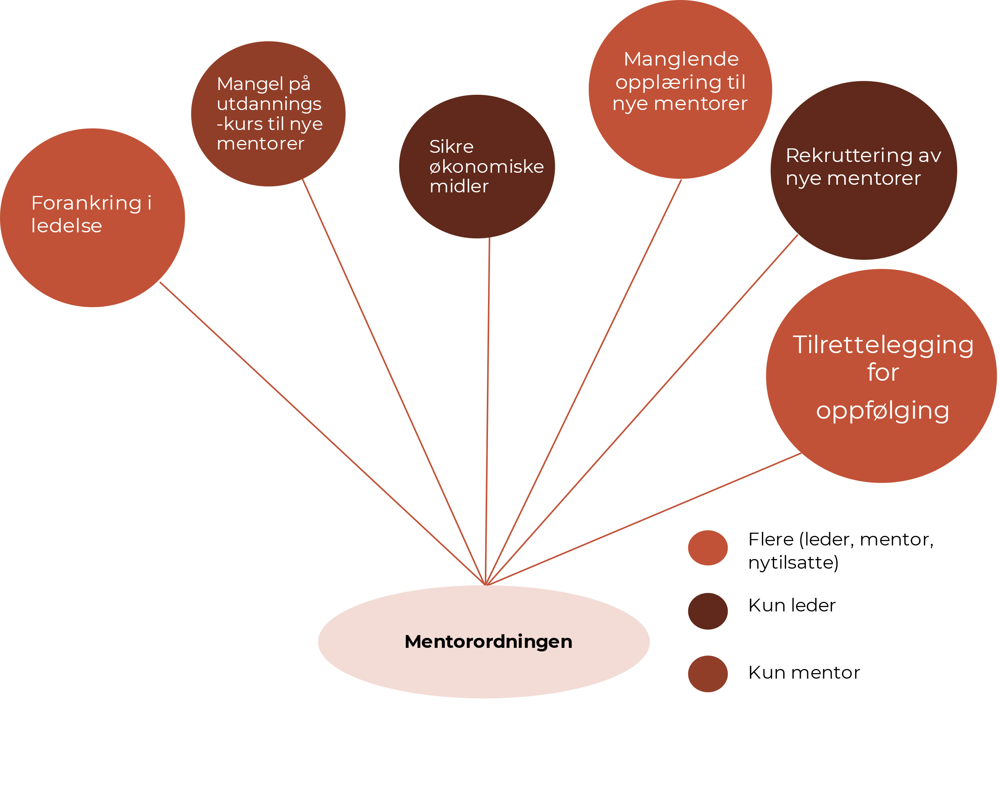 Forankring i
ledelse
Mangel på
utdannings
-kurs til nye
mentorer
Sikre
økonomiske
midler
Manglende
opplæring til
nye mentorer
Rekruttering av
nye mentorer
Tilrettelegging
for
oppfølging
Mentorordningen
Flere (leder, mentor,
nytilsatte)
Kun leder
Kun mentor